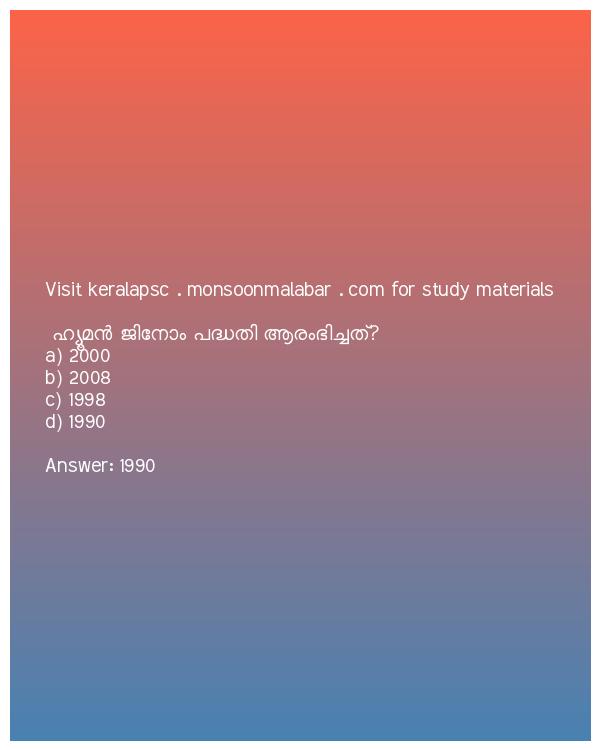 Visit keralapsc . monsoonmalabar . com for study materials
ഹ്യൂമൻ ജിനോം പദ്ധതി ആരംഭിച്ചത്?
a) 2000
b) 2008
c) 1998
d) 1990
Answer: 1990